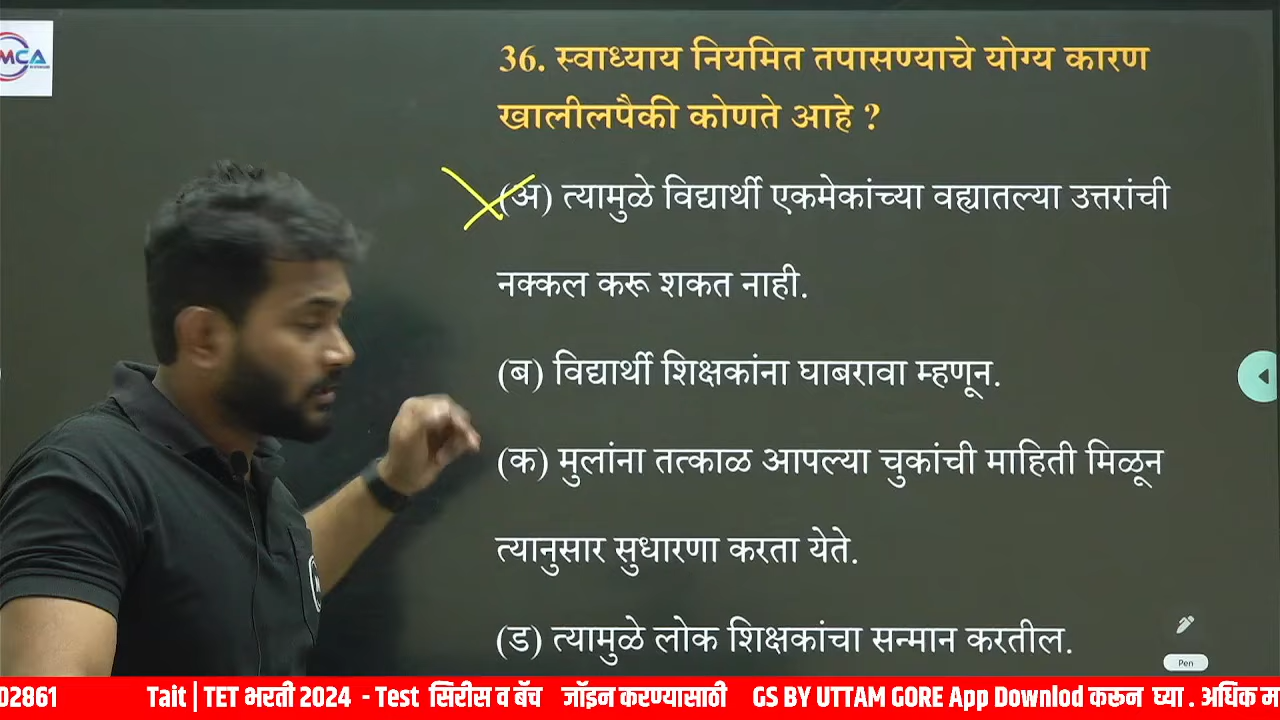 MCA
36. स्वाध्याय नियमित तपासण्याचे योग्य कारण
खालीलपैकी कोणते आहे ?
(अ) त्यामुळे विद्यार्थी एकमेकांच्या वह्यातल्या उत्तरांची
नक्कल करू शकत नाही.
(ब) विद्यार्थी शिक्षकांना घाबरावा म्हणून.
(क) मुलांना तत्काळ आपल्या चुकांची माहिती मिळून
त्यानुसार सुधारणा करता येते.
(ड) त्यामुळे लोक शिक्षकांचा सन्मान करतील.
Pen
02861 Tait | TET भरती 2024 - Test सिरीस व बॅच जॉइन करण्यासाठी GS BY UTTAM GORE App Downlod करून घ्या . अधिक